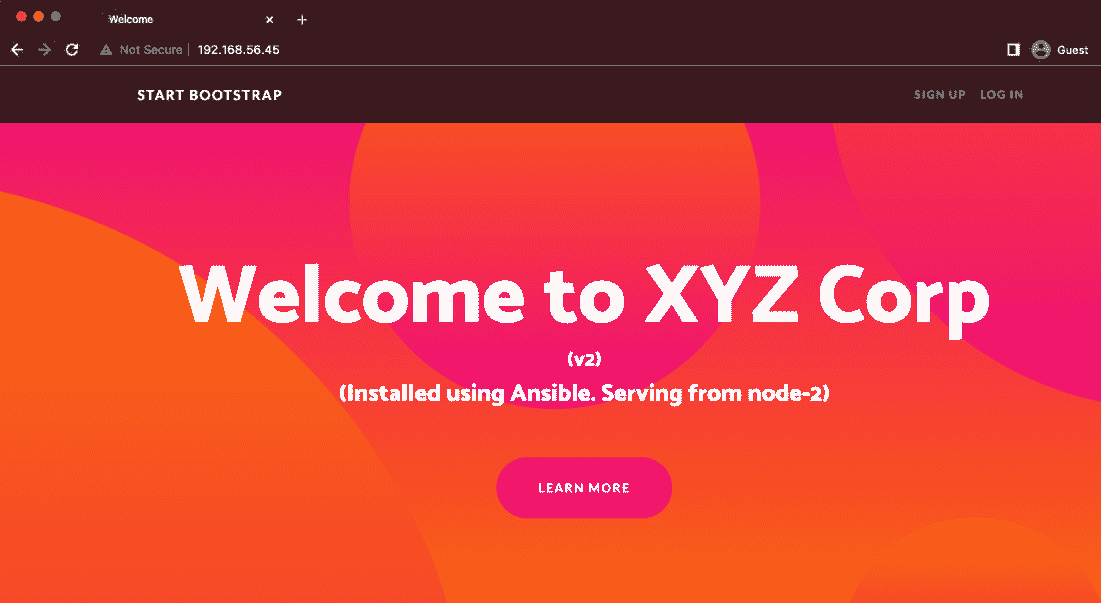 Welcome
Not Secure 192.168.56.45 Guest
START BOOTSTRAP SIGN UP LOG IN
Welcome to XYZ Corp
(v2)
(Installed using Ansible. Serving from node-2)
LEARN MORE